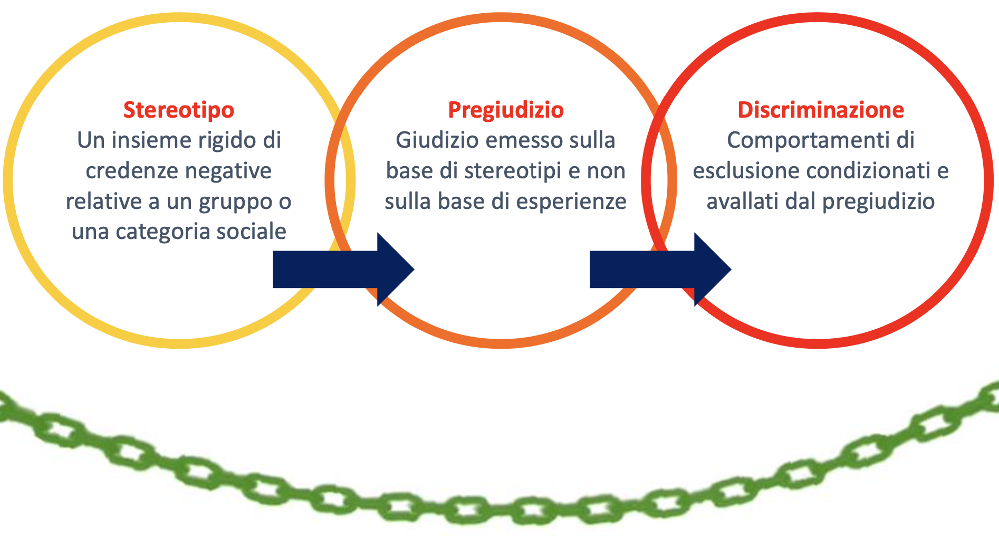 Stereotipo
Un insieme rigido di
credenze negative
relative a un gruppo o
una categoria sociale
Pregiudizio
Giudizio emesso sulla
base di stereotipi e non
sulla base di esperienze
Discriminazione
Comportamenti di
esclusione condizionati e
avallati dal pregiudizio